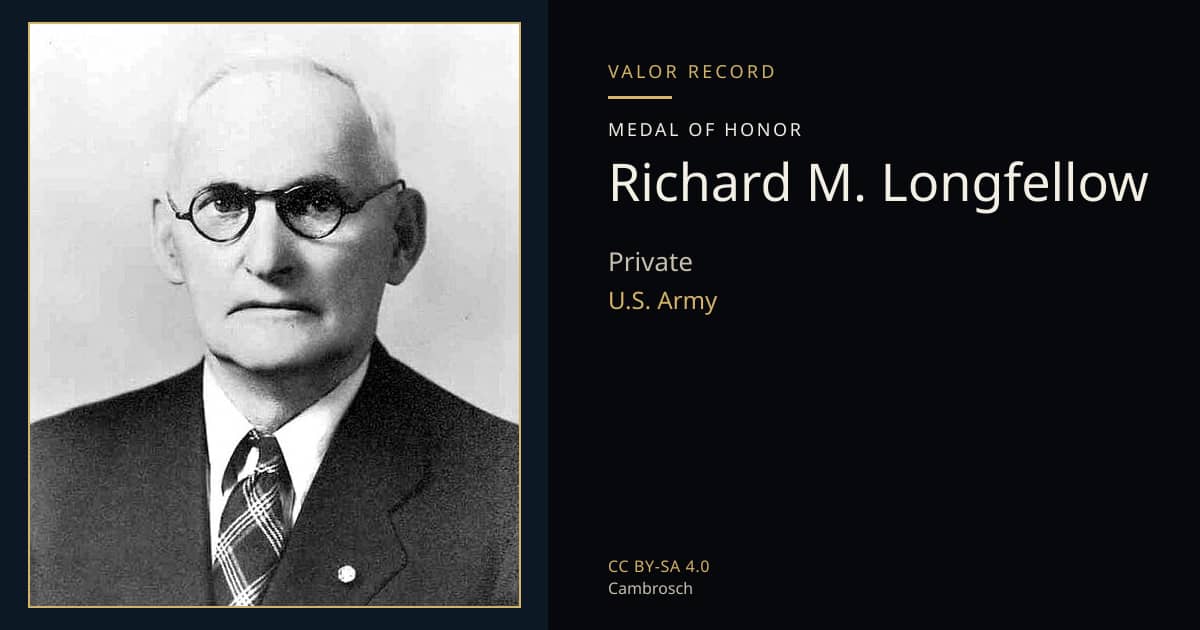 VALOR RECORD
MEDAL OF HONOR
Richard M. Longfellow
Private
U.S. Army
CC BY-SA 4.0
Cambrosch